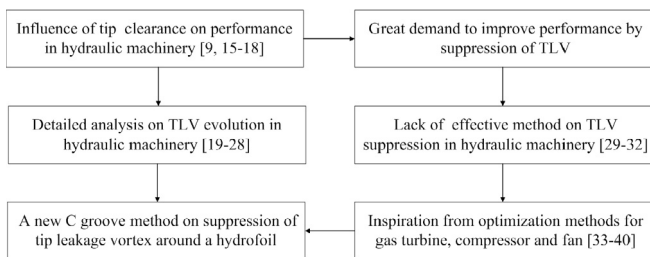 Influence of tip clearance on performance
in hydraulic machinery [9, 15-18]
Great demand to improve performance by
suppression of TLV
Detailed analysis on TLV evolution in
hydraulic machinery [19-28]
Lack of effective method on TLV
suppression in hydraulic machinery [29-32]
A new C groove method on suppression of
tip leakage vortex around a hydrofoil
Inspiration from optimization methods for
gas turbine, compressor and fan [33-40]